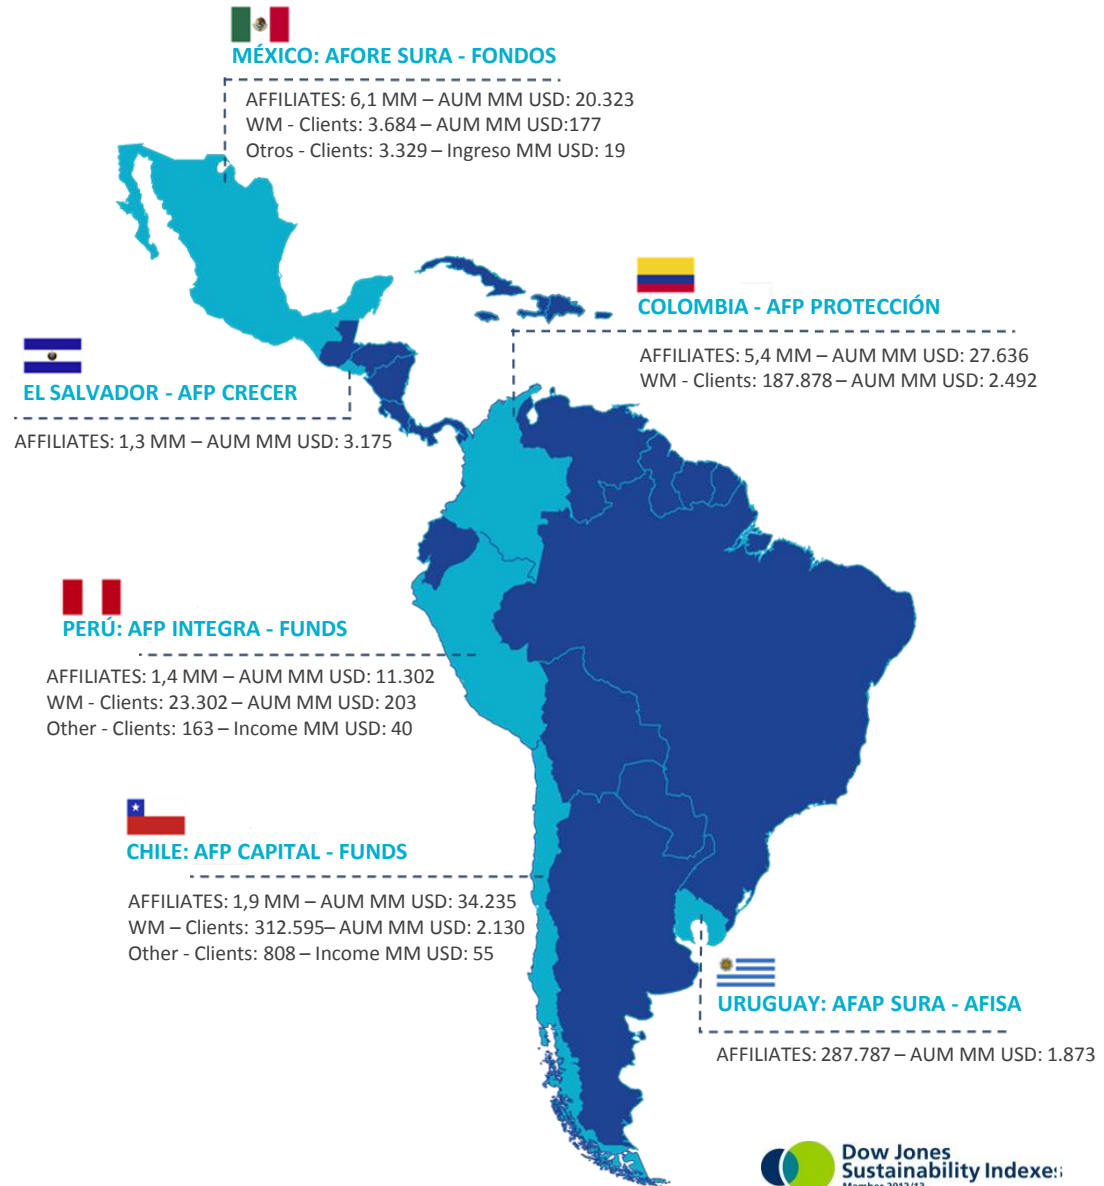 MÉXICO: AFORE SURA - FONDOS
AFFILIATES: 6,1 MM – AUM MM USD: 20.323
WM - Clients: 3.684 – AUM MM USD:177
Otros - Clients: 3.329 – Ingreso MM USD: 19
COLOMBIA - AFP PROTECCIÓN
AFFILIATES: 5,4 MM – AUM MM USD: 27.636
WM - Clients: 187.878 – AUM MM USD: 2.492
EL SALVADOR - AFP CRECER
AFFILIATES: 1,3 MM – AUM MM USD: 3.175
PERÚ: AFP INTEGRA - FUNDS
AFFILIATES: 1,4 MM – AUM MM USD: 11.302
WM - Clients: 23.302 – AUM MM USD: 203
Other - Clients: 163 – Income MM USD: 40
CHILE: AFP CAPITAL - FUNDS
AFFILIATES: 1,9 MM – AUM MM USD: 34.235
WM – Clients: 312.595– AUM MM USD: 2.130
Other - Clients: 808 – Income MM USD: 55
URUGUAY: AFAP SURA - AFISA
AFFILIATES: 287.787 – AUM MM USD: 1.873
Dow Jones
Sustainability Indexes
Member 2012/13